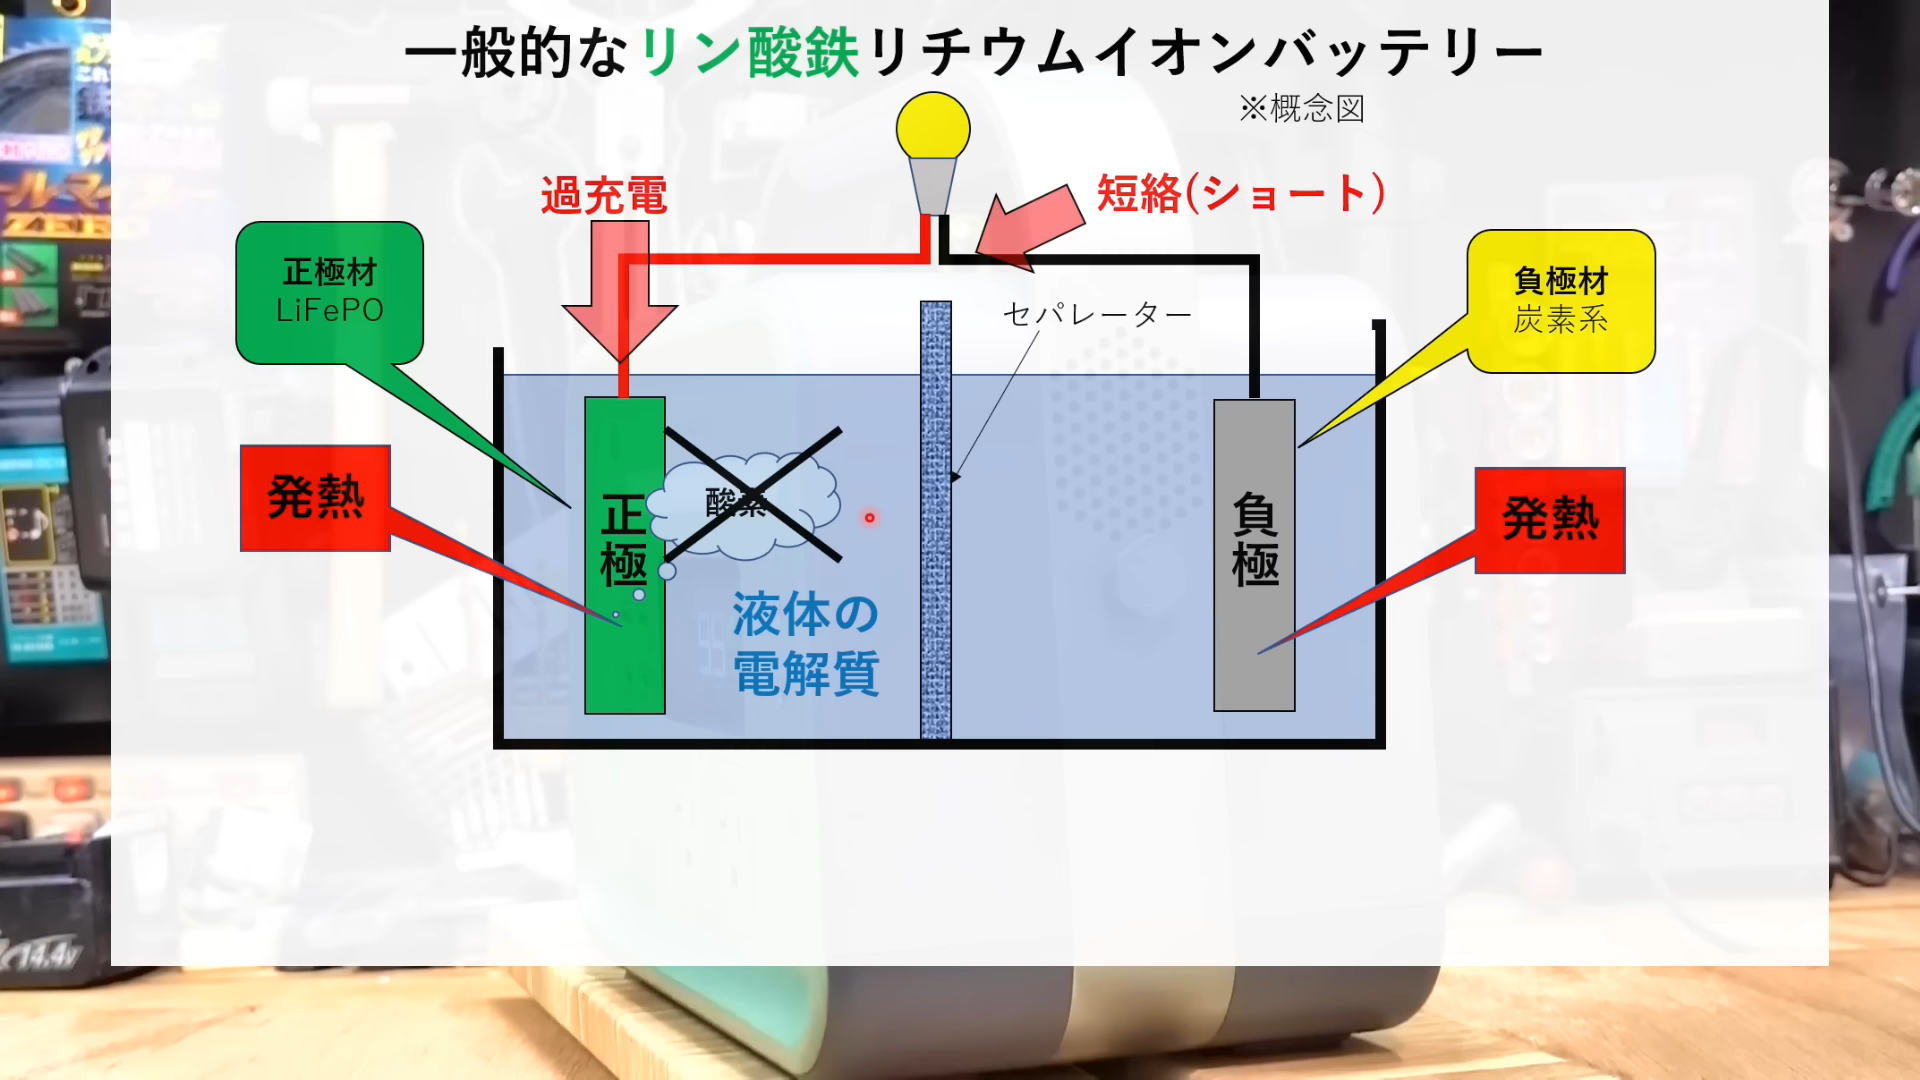 一般的なリン酸鉄リチウムイオンバッテリー
※概念図
過充電
短絡(ショート)
正極材
LiFePO
負極材
炭素系
セパレーター
発熱
正極
酸素
負極
発熱
液体の
電解質
14.4v